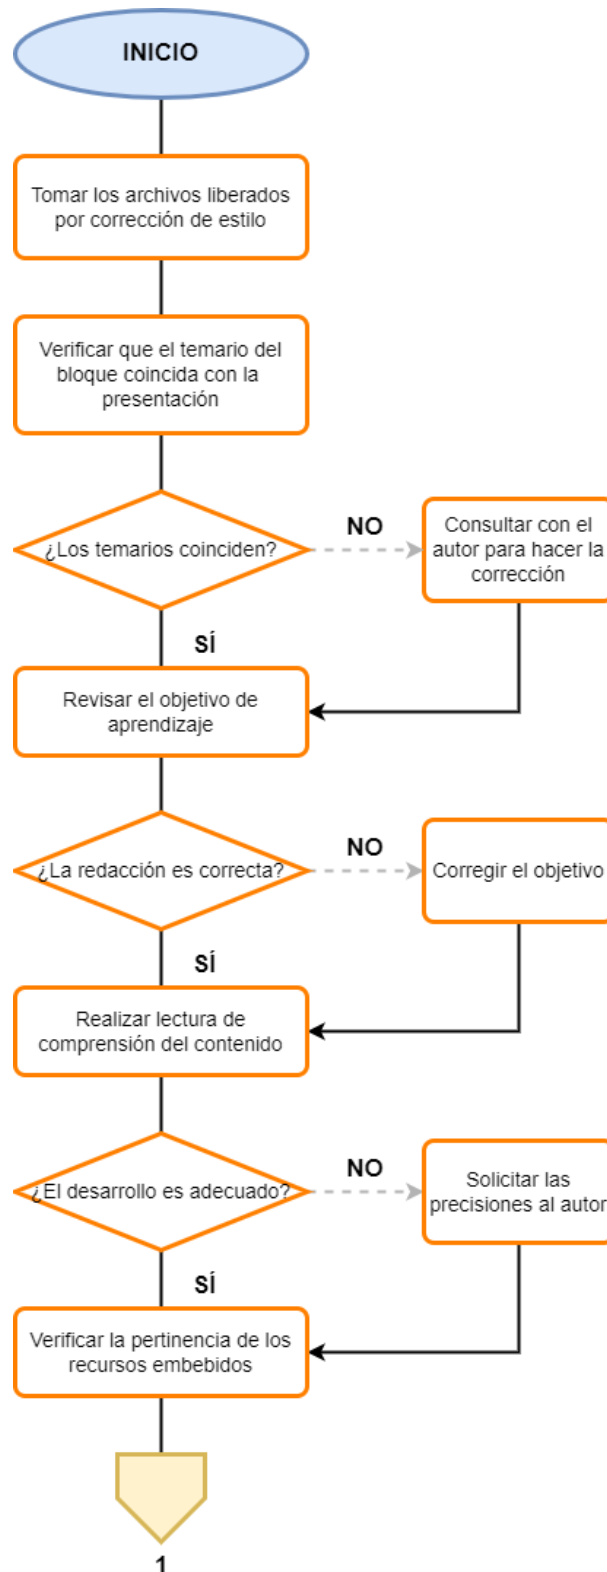 INICIO
Tomar los archivos liberados
por corrección de estilo
Verificar que el temario del
bloque coincida con la
presentación
¿Los temarios coinciden?
NO
Consultar con el
autor para hacer la
corrección
SÍ
Revisar el objetivo de
aprendizaje
¿La redacción es correcta?
NO
Corregir el objetivo
SÍ
Realizar lectura de
comprensión del contenido
¿El desarrollo es adecuado?
NO
Solicitar las
precisiones al autor
SÍ
Verificar la pertinencia de los
recursos embebidos
1